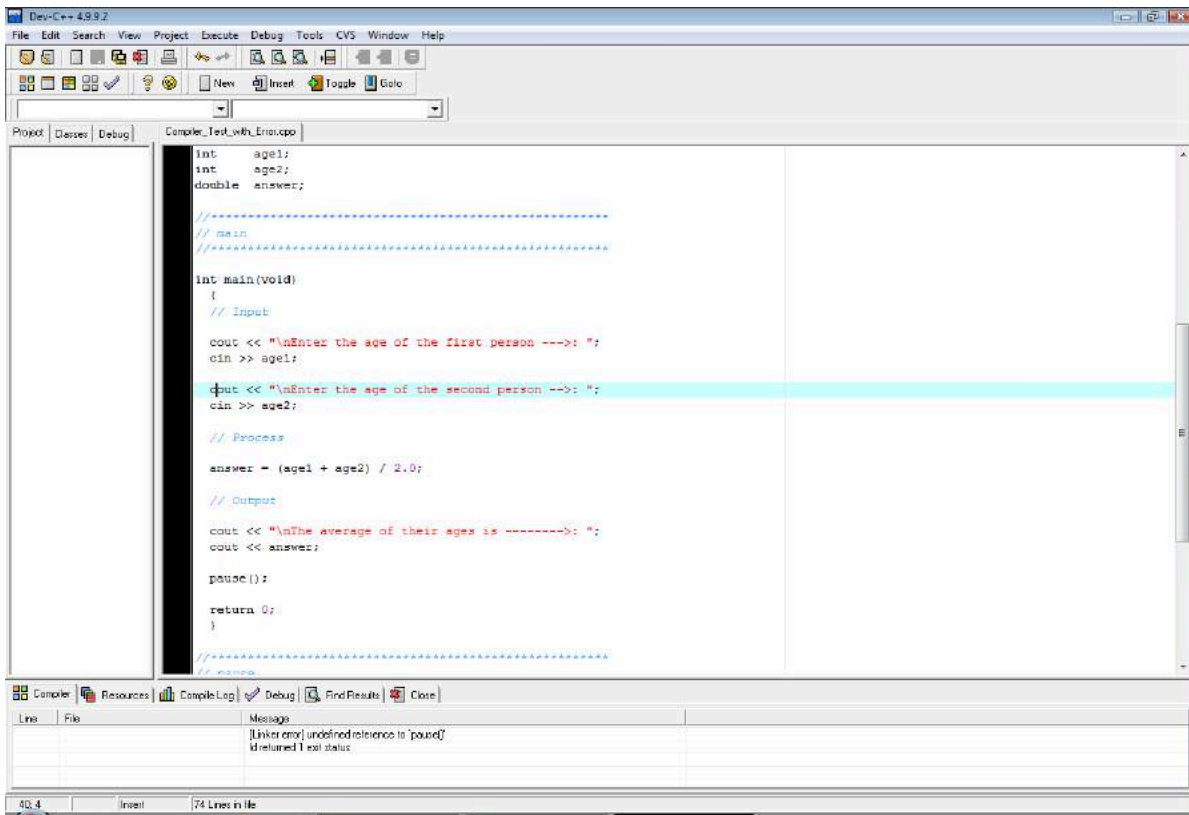 Dev-C++ 4.9.9.2
File Edit Search View Project Execute Debug Tools CVS Window Help
New Insert Toggle Goto
Project Classes Debug Compiler_Test_with_Error.cpp
int age1;
int age2;
double answer;
//******************************************************
// main
//******************************************************
int main(void)
{
// Input
cout << "\nEnter the age of the first person --->: ";
cin >> age1;
cout << "\nEnter the age of the second person -->: ";
cin >> age2;
// Process
answer = (age1 + age2) / 2.0;
// Output
cout << "\nThe average of their ages is -------->: ";
cout << answer;
pause();
return 0;
}
//******************************************************
// pause
Compiler Resources Compile Log Debug Find Results Close
Line File Message
[Linker error] undefined reference to `pause()'
ld returned 1 exit status
40: 4 Insert 74 Lines in file